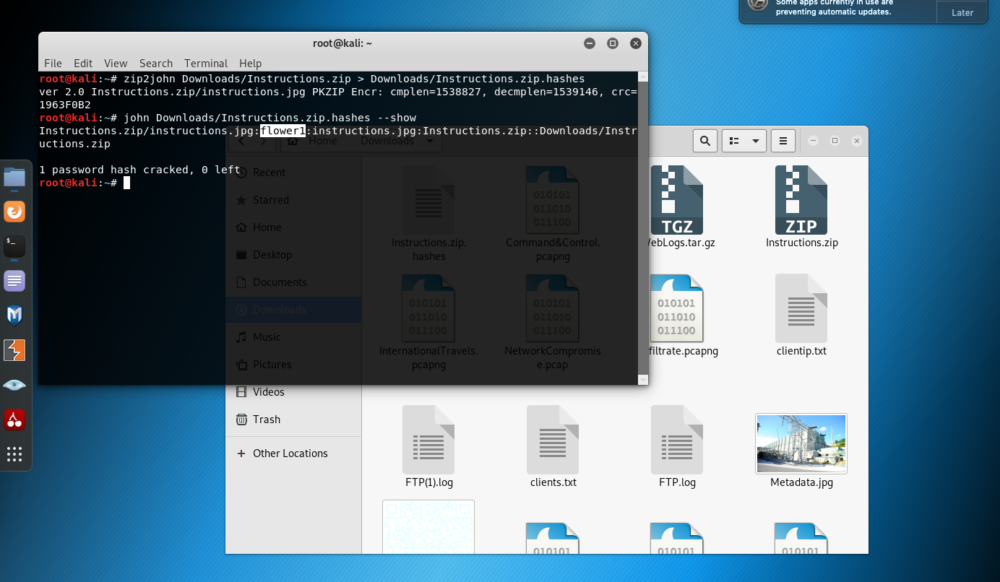 Some apps currently in use are
preventing automatic updates.
Later
root@kali: ~
File Edit View Search Terminal Help
root@kali:~# zip2john Downloads/Instructions.zip > Downloads/Instructions.zip.hashes
ver 2.0 Instructions.zip/instructions.jpg PKZIP Encr: cmplen=1538827, decmplen=1539146, crc=
1963F0B2
root@kali:~# john Downloads/Instructions.zip.hashes --show
Instructions.zip/instructions.jpg:flower1:instructions.jpg:Instructions.zip::Downloads/Instr
uctions.zip
1 password hash cracked, 0 left
root@kali:~#
Home Downloads
Recent
Starred
Home
Desktop
Documents
Downloads
Music
Pictures
Videos
Trash
+ Other Locations
010101
011010
011100
TGZ
ZIP
Instructions.zip.
hashes
Command&Control.
pcapng
ebLogs.tar.gz
Instructions.zip
010101
011010
011100
010101
011010
011100
010101
011010
011100
InternationalTravels.
pcapng
NetworkCompromis
e.pcap
filtrate.pcapng
clientip.txt
FTP(1).log
clients.txt
FTP.log
Metadata.jpg
010101
010101
010101
$ _